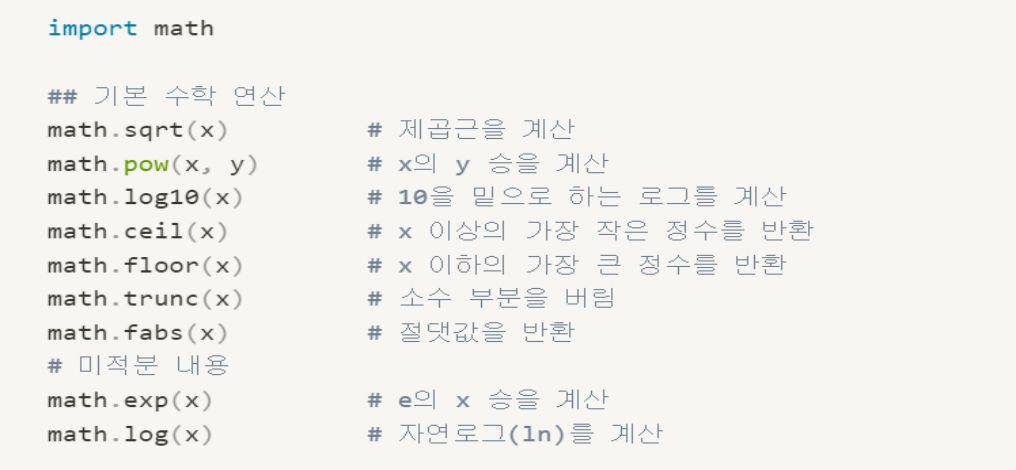 import math
## 기본 수학 연산
math.sqrt(x) # 제곱근을 계산
math.pow(x, y) # x의 y 승을 계산
math.log10(x) # 10을 밑으로 하는 로그를 계산
math.ceil(x) # x 이상의 가장 작은 정수를 반환
math.floor(x) # x 이하의 가장 큰 정수를 반환
math.trunc(x) # 소수 부분을 버림
math.fabs(x) # 절댓값을 반환
# 미적분 내용
math.exp(x) # e의 x 승을 계산
math.log(x) # 자연로그(ln)를 계산